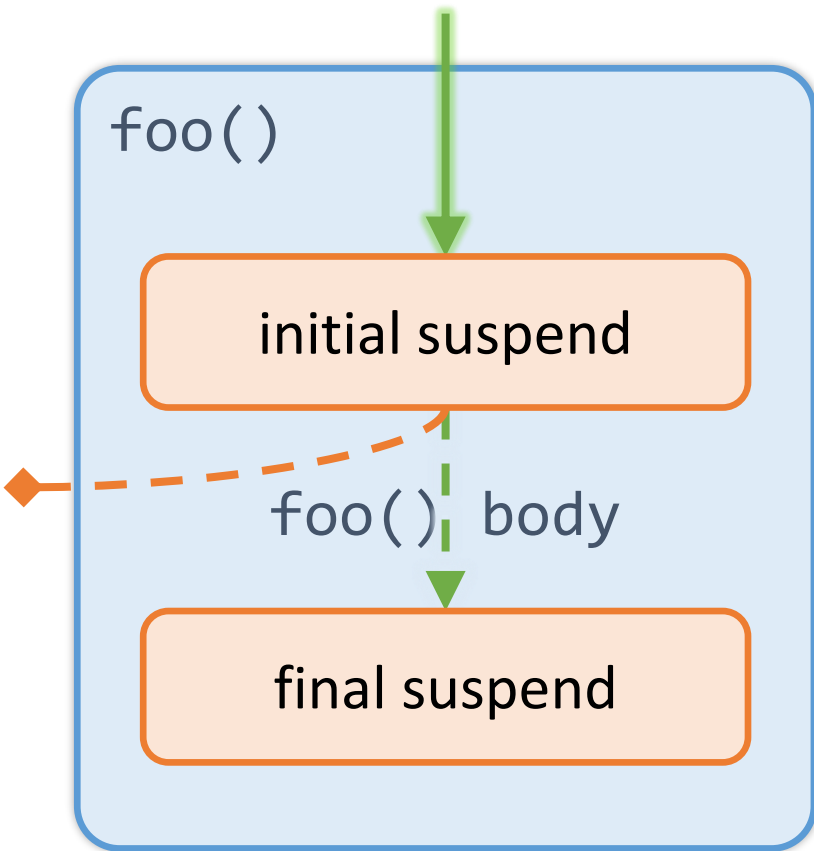 foo()
initial suspend
foo() body
final suspend